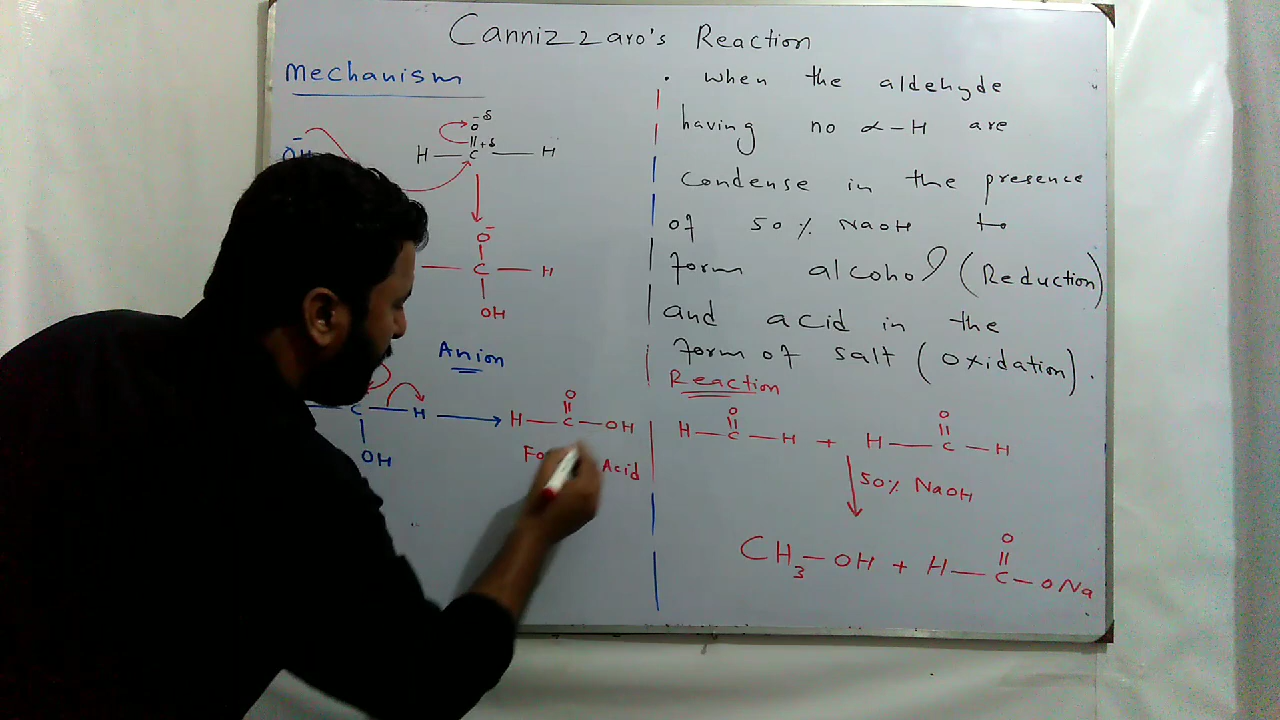 Cannizzaro's Reaction
Mechanism
O -δ
|| +δ
OH⁻ H — C — H
O⁻
— C — H
OH
Anion
C — H → H — C — OH
O
OH
Acid
. when the aldehyde
having no α-H are
condense in the presence
of 50% NaOH to
form alcohol (Reduction)
and acid in the
form of salt (oxidation).
Reaction
O O
H — C — H + H — C — H
50% NaOH
O
CH₃ — OH + H — C — ONa